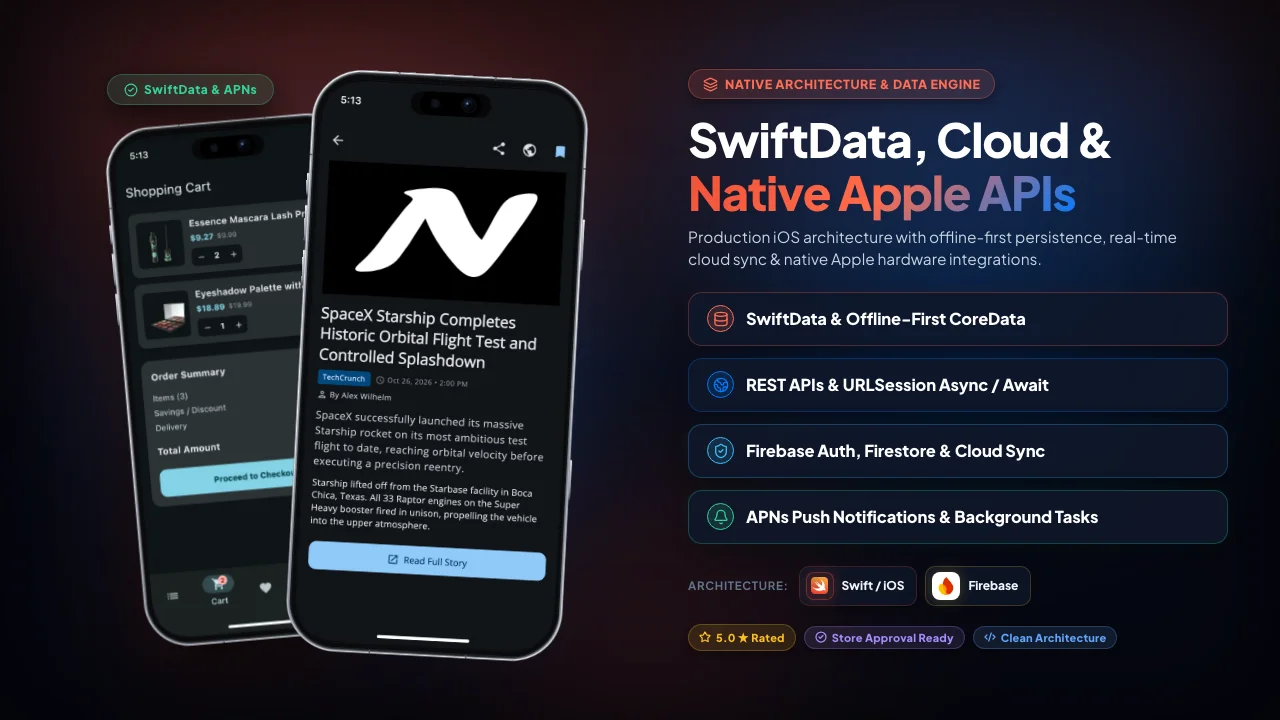 SwiftData & APNs
5:13
Shopping Cart
Essence Mascara Lash Pr
$9.27 $9.99
− 2 +
Eyeshadow Palette with
$18.89 $19.99
− 1 +
Order Summary
Items (3)
Savings / Discount
Delivery
Total Amount
Proceed to Checkou
2
Cart
5:13
SpaceX Starship Completes
Historic Orbital Flight Test and
Controlled Splashdown
TechCrunch Oct 26, 2026 • 2:00 PM
By Alex Wilhelm
SpaceX successfully launched its massive
Starship rocket on its most ambitious test
flight to date, reaching orbital velocity before
executing a precision reentry.
Starship lifted off from the Starbase facility in Boca
Chica, Texas. All 33 Raptor engines on the Super
Heavy booster fired in unison, propelling the vehicle
into the upper atmosphere.
Read Full Story
NATIVE ARCHITECTURE & DATA ENGINE
SwiftData, Cloud &
Native Apple APIs
Production iOS architecture with offline-first persistence, real-time
cloud sync & native Apple hardware integrations.
SwiftData & Offline-First CoreData
REST APIs & URLSession Async / Await
Firebase Auth, Firestore & Cloud Sync
APNs Push Notifications & Background Tasks
ARCHITECTURE: Swift / iOS Firebase
5.0 ★ Rated Store Approval Ready Clean Architecture